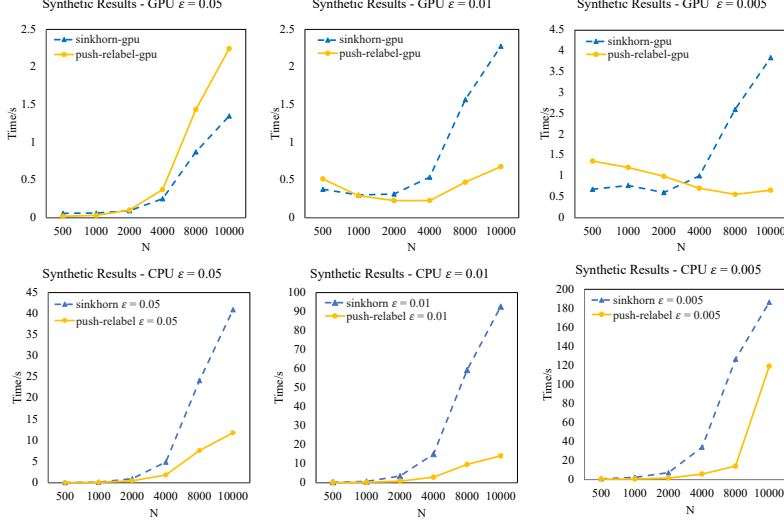 Synthetic Results - GPU ε = 0.05
2.5
2
1.5
1
0.5
0
Time/s
sinkhorn-gpu
push-relabel-gpu
500 1000 2000 4000 8000 10000
N
Synthetic Results - GPU ε = 0.01
2.5
2
1.5
1
0.5
0
Time/s
sinkhorn-gpu
push-relabel-gpu
500 1000 2000 4000 8000 10000
N
Synthetic Results - GPU ε = 0.005
4.5
4
3.5
3
2.5
2
1.5
1
0.5
0
Time/s
sinkhorn-gpu
push-relabel-gpu
500 1000 2000 4000 8000 10000
N
Synthetic Results - CPU ε = 0.05
45
40
35
30
25
20
15
10
5
0
Time/s
sinkhorn ε = 0.05
push-relabel ε = 0.05
500 1000 2000 4000 8000 10000
N
Synthetic Results - CPU ε = 0.01
100
90
80
70
60
50
40
30
20
10
0
Time/s
sinkhorn ε = 0.01
push-relabel ε = 0.01
500 1000 2000 4000 8000 10000
N
Synthetic Results - CPU ε = 0.005
200
180
160
140
120
100
80
60
40
20
0
Time/s
sinkhorn ε = 0.005
push-relabel ε = 0.005
500 1000 2000 4000 8000 10000
N